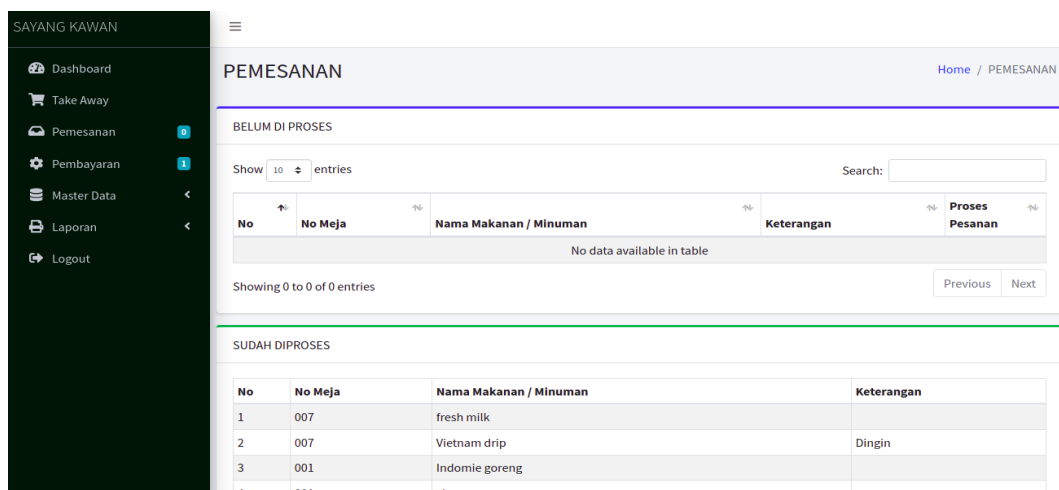 SAYANG KAWAN
Dashboard
Take Away
Pemesanan 0
Pembayaran 1
Master Data
Laporan
Logout
PEMESANAN
Home / PEMESANAN
BELUM DI PROSES
Show 10 entries
Search:
No No Meja Nama Makanan / Minuman Keterangan Proses Pesanan
No data available in table
Showing 0 to 0 of 0 entries
Previous Next
SUDAH DIPROSES
No No Meja Nama Makanan / Minuman Keterangan
1 007 fresh milk
2 007 Vietnam drip Dingin
3 001 Indomie goreng